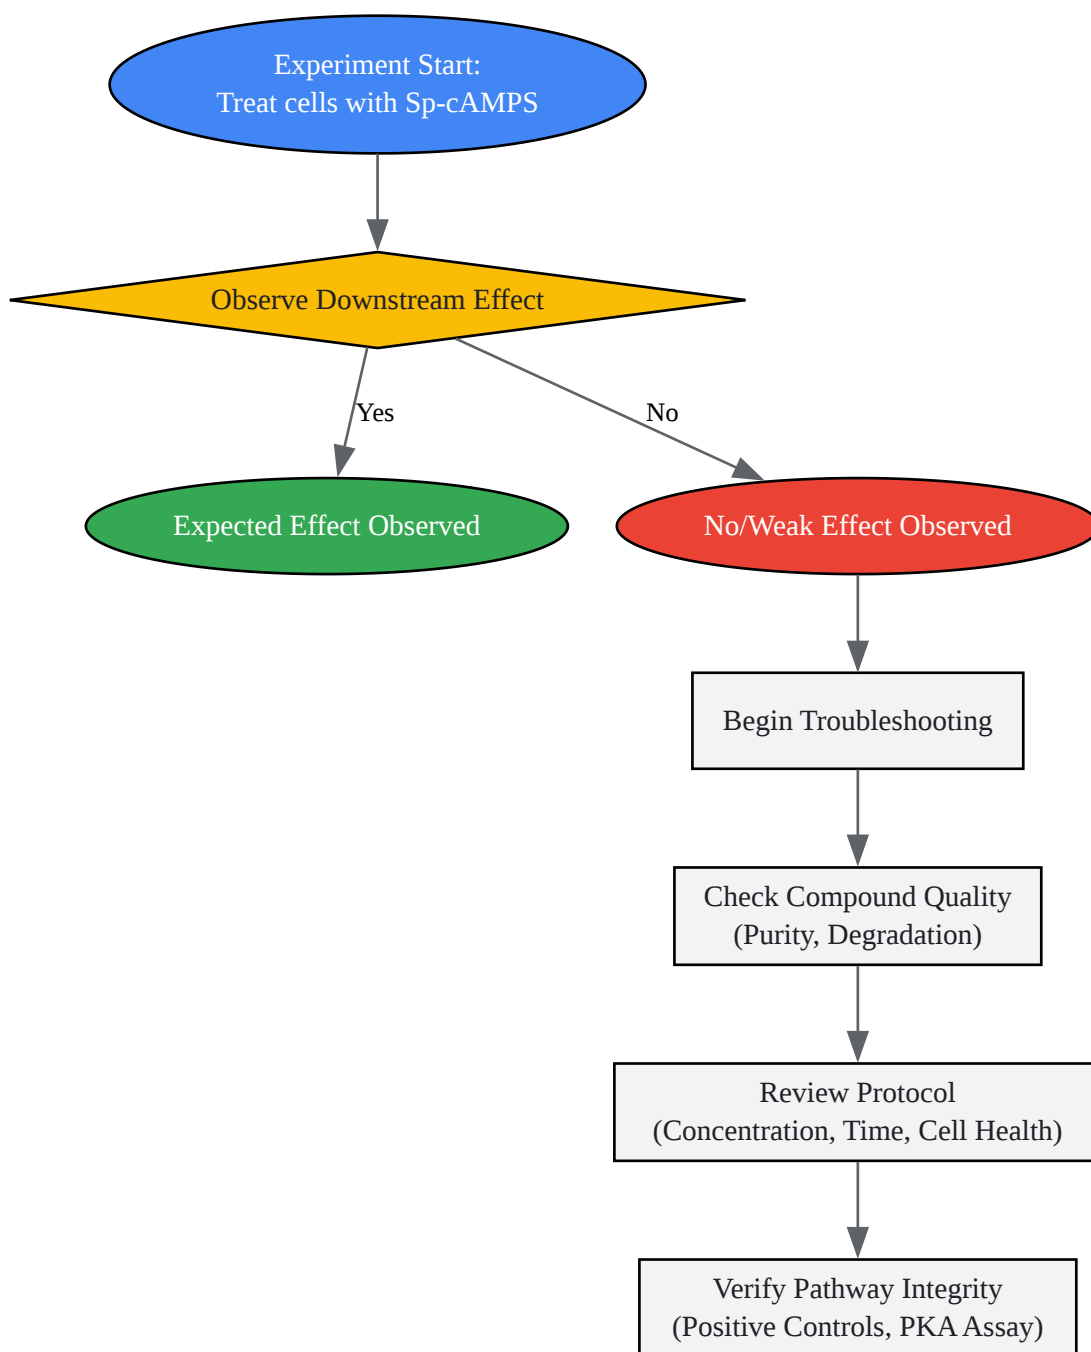 Experiment Start:
Treat cells with Sp-cAMPS
Observe Downstream Effect
Yes
No
Expected Effect Observed
No/Weak Effect Observed
Begin Troubleshooting
Check Compound Quality
(Purity, Degradation)
Review Protocol
(Concentration, Time, Cell Health)
Verify Pathway Integrity
(Positive Controls, PKA Assay)